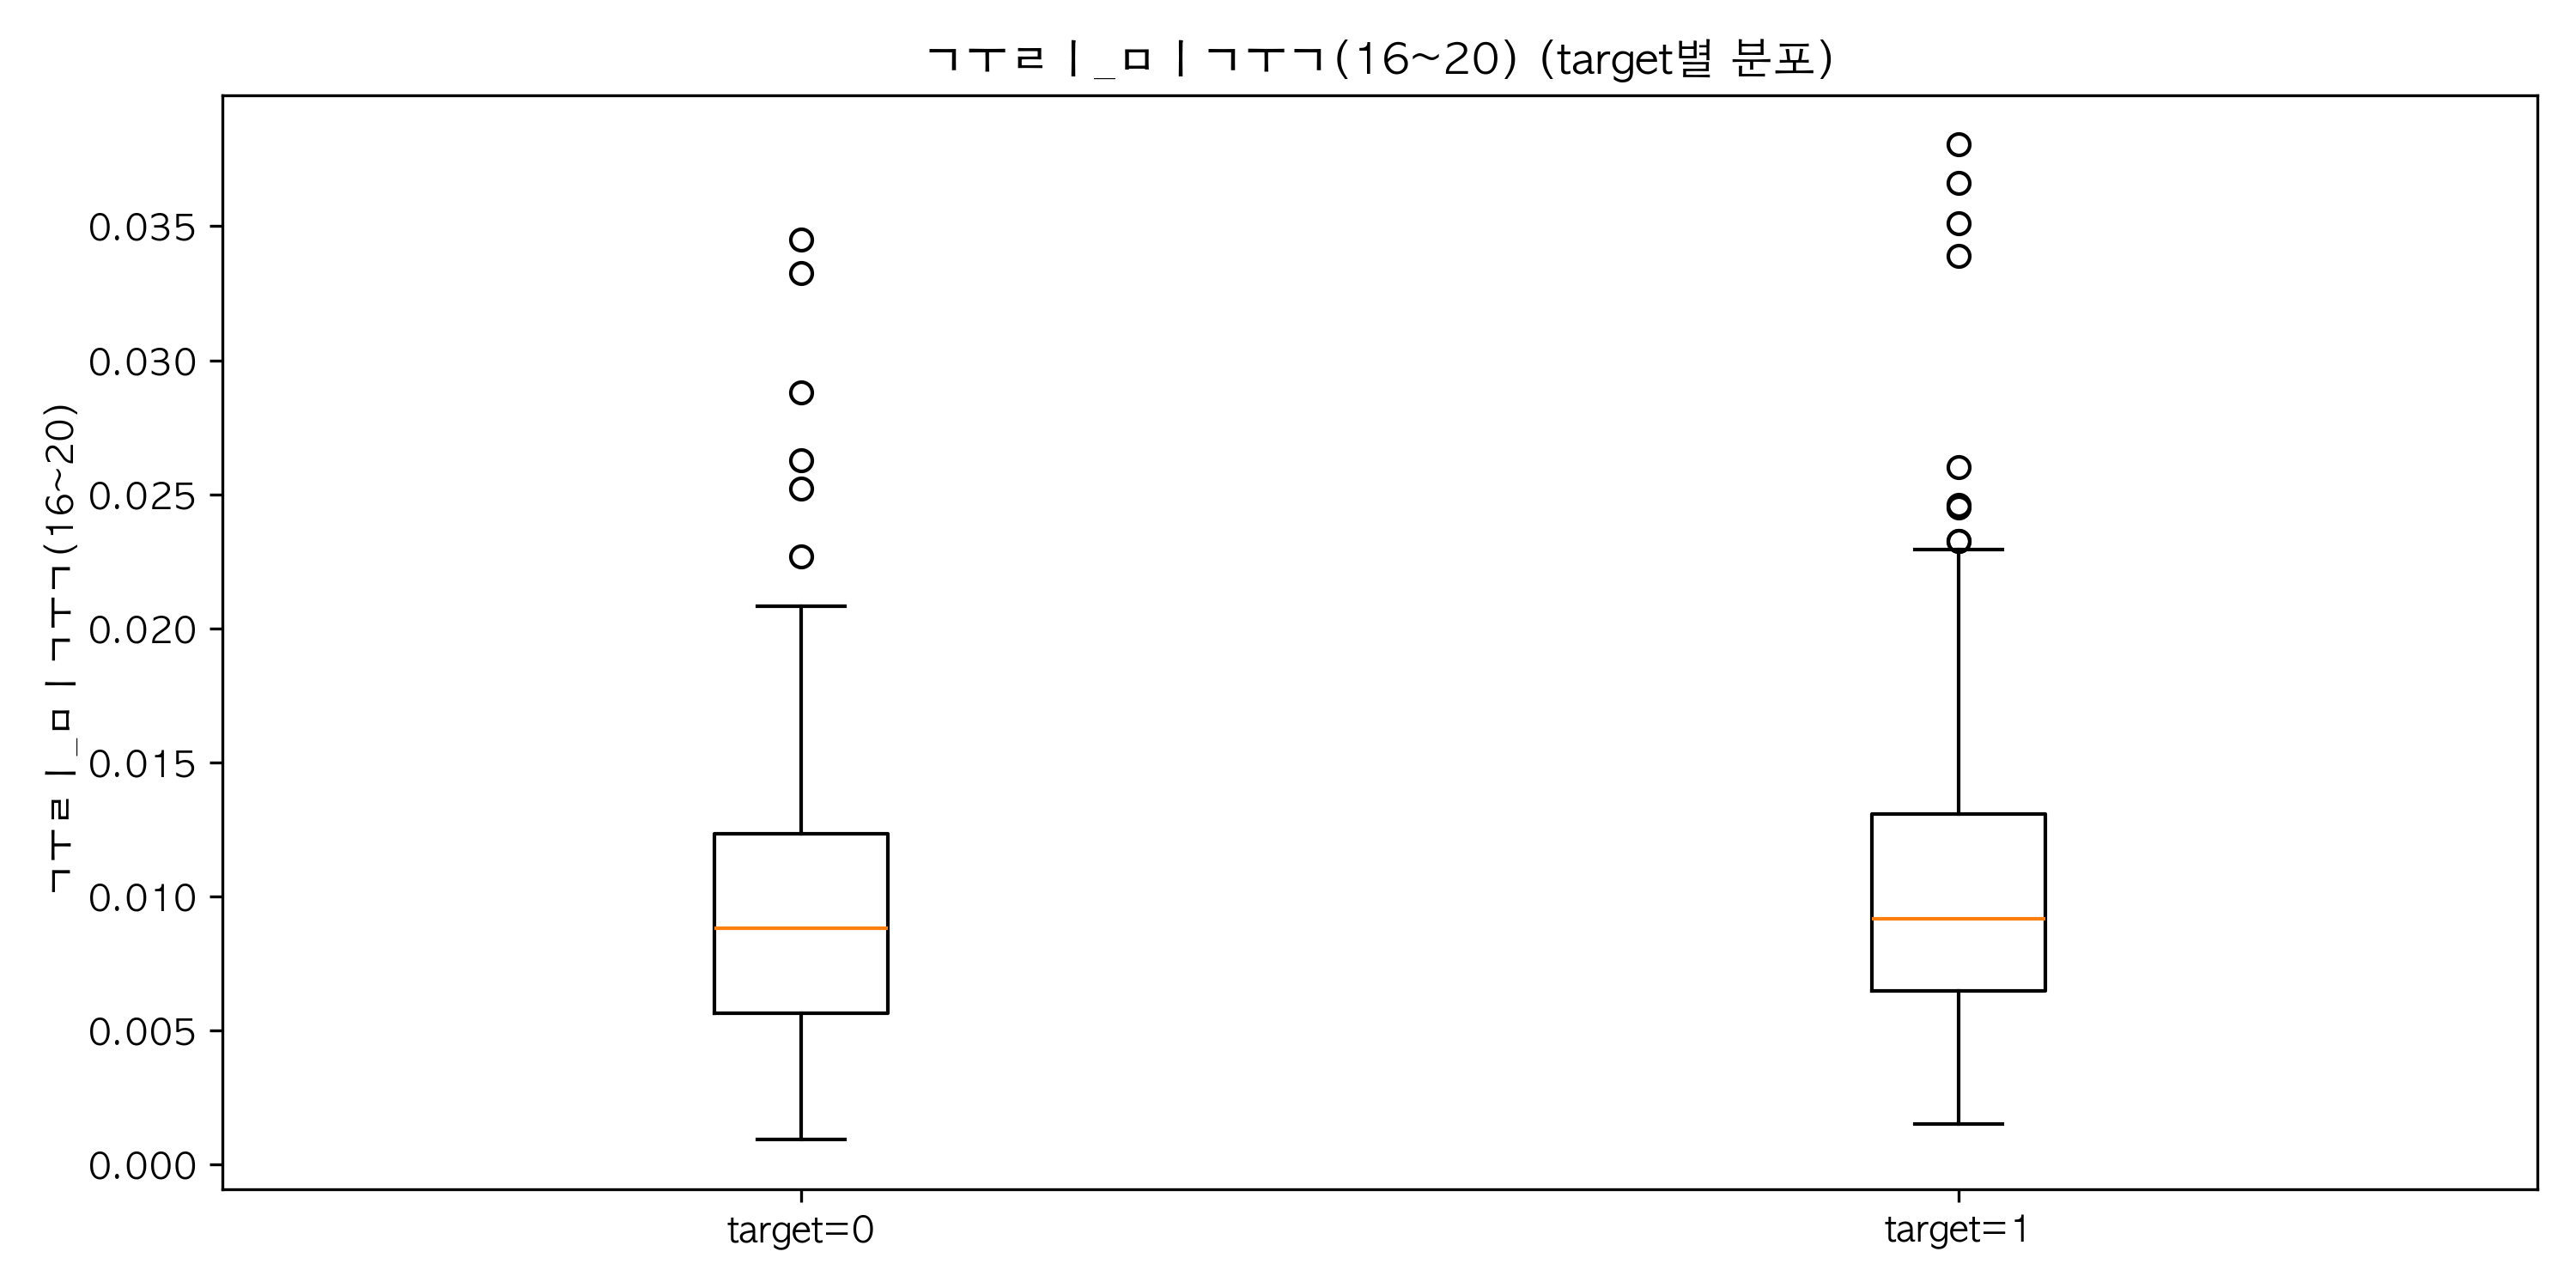 ㄱㅜㄹㅣ_ㅁㅣㄱㅜㄱ(16~20) (target별 분포)
ㄱㅜㄹㅣ_ㅁㅣㄱㅜㄱ(16~20)
0.035
0.030
0.025
0.020
0.015
0.010
0.005
0.000
target=0
target=1